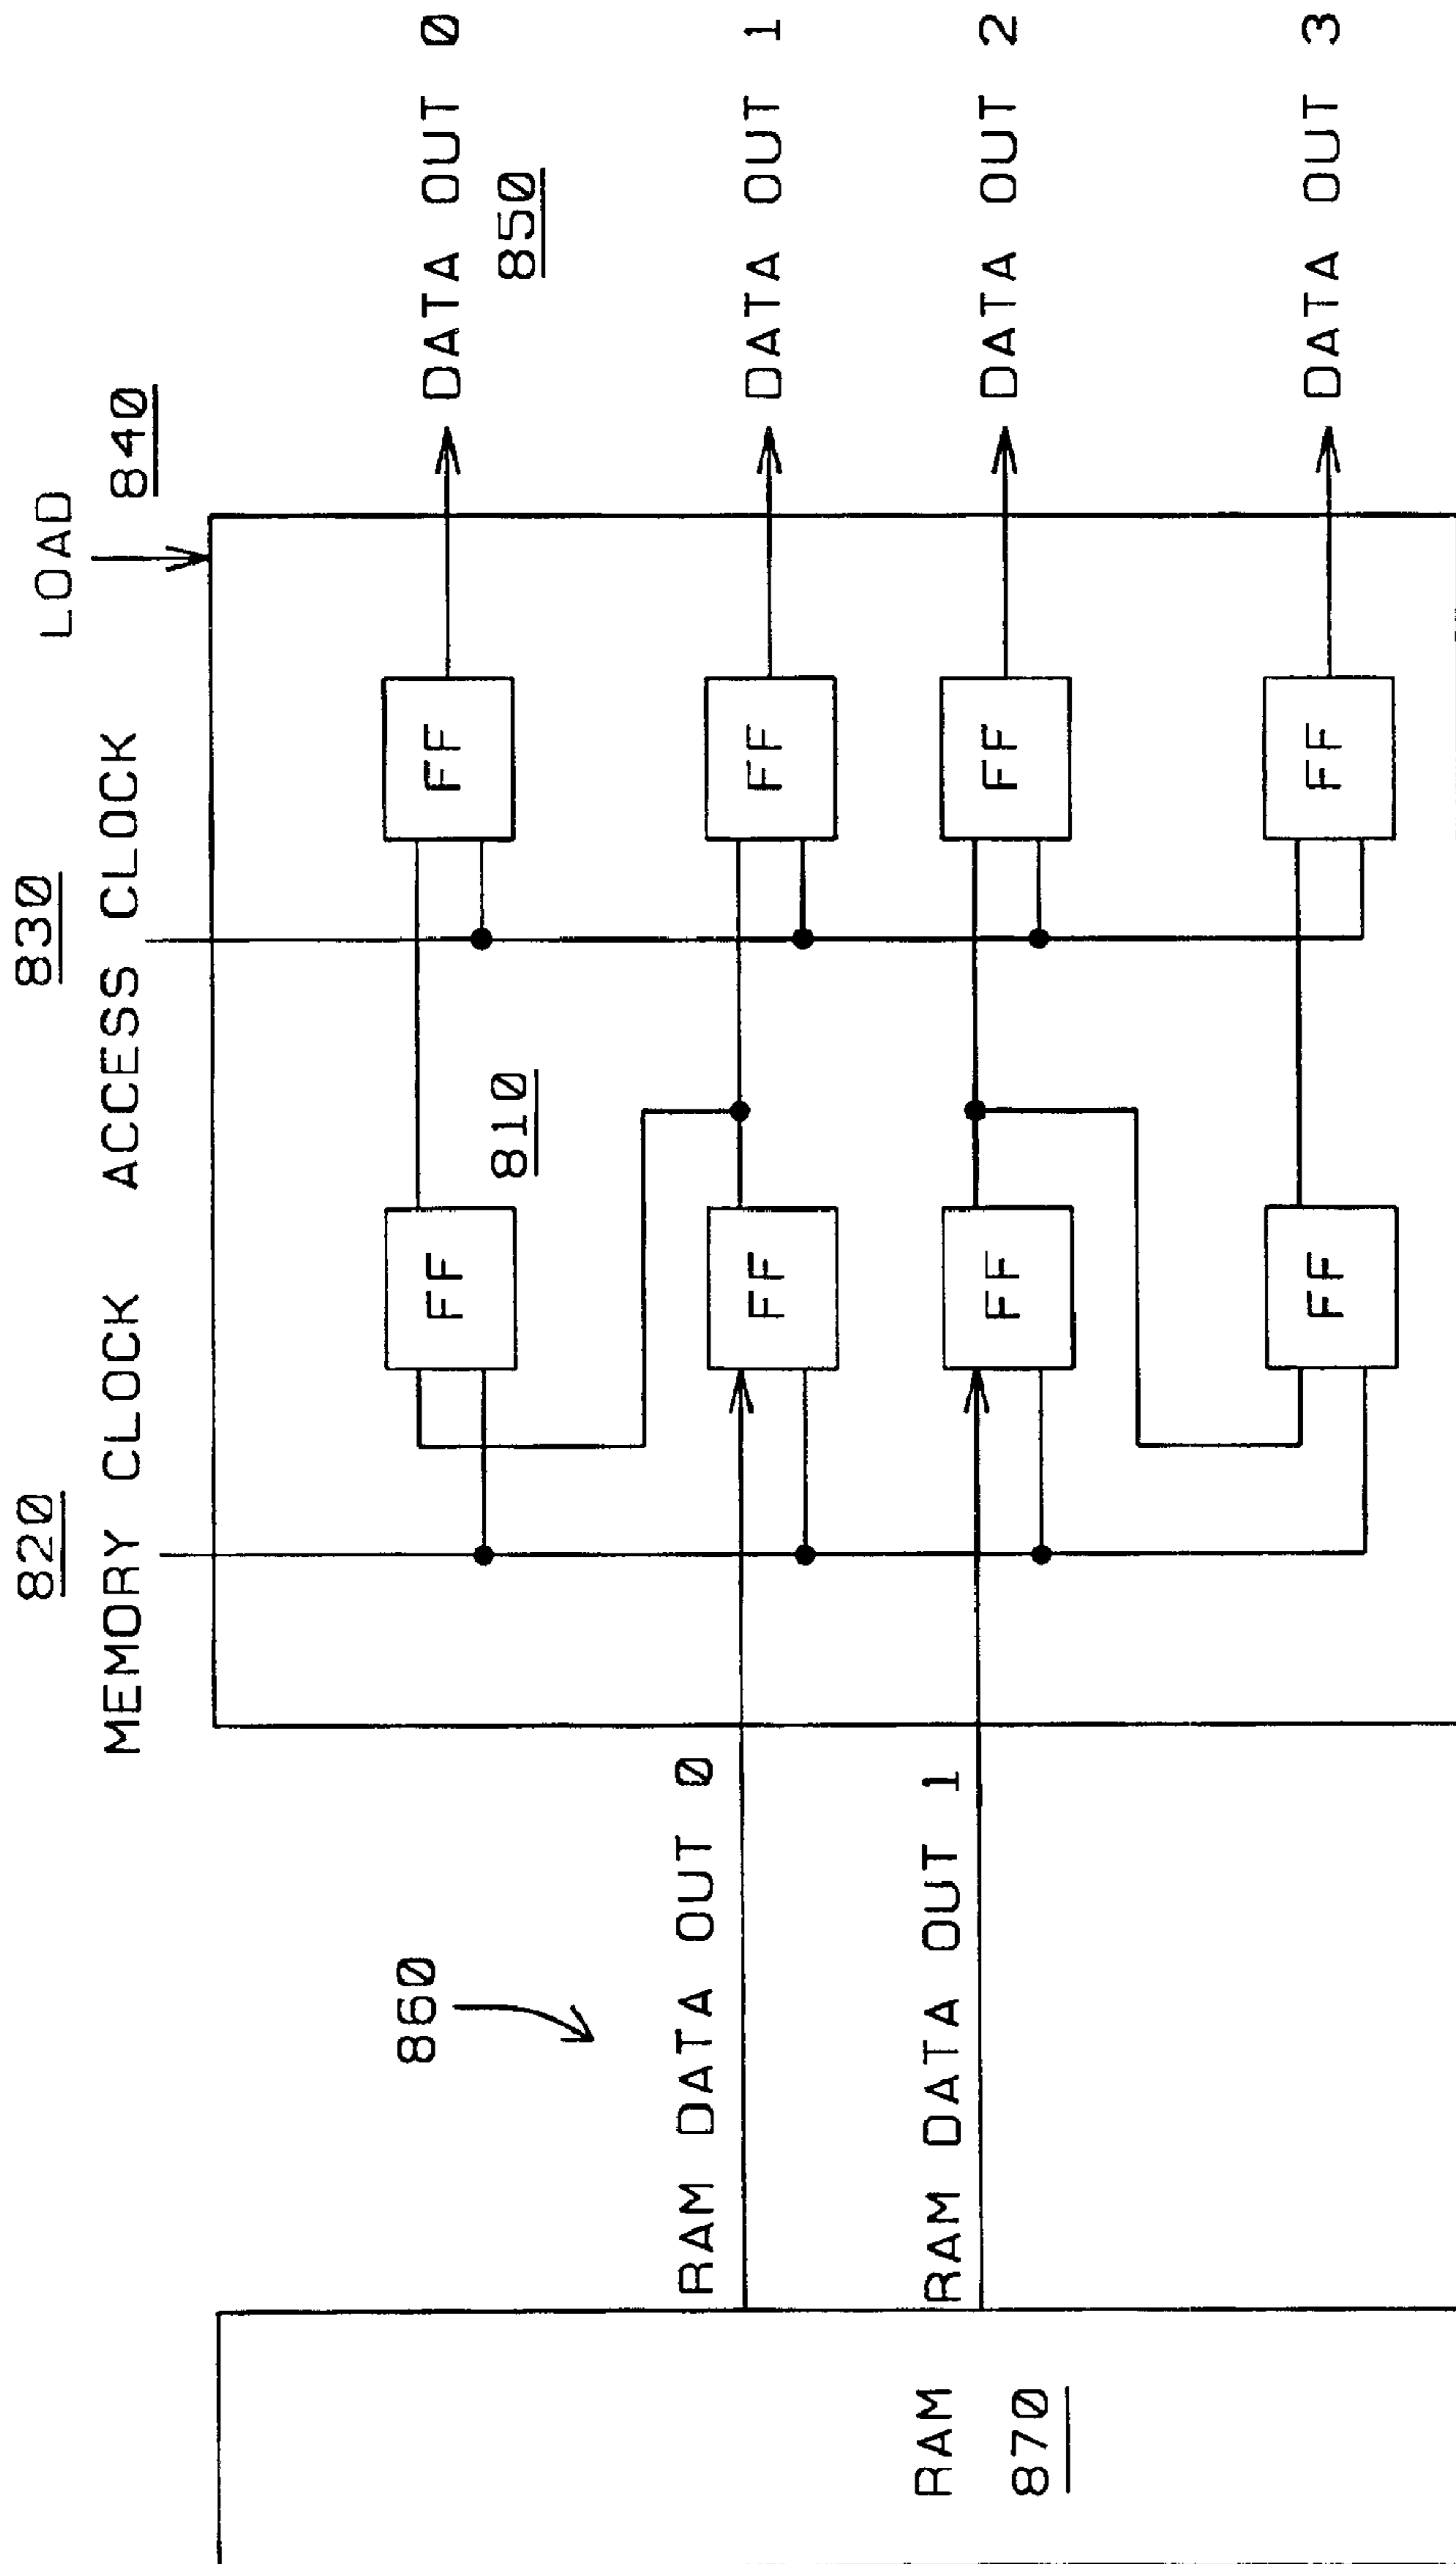 LOAD
840
830
ACCESS CLOCK
820
MEMORY CLOCK
FF
FF
DATA OUT 0
810
850
860
RAM DATA OUT 0
FF
FF
DATA OUT 1
RAM DATA OUT 1
FF
FF
DATA OUT 2
RAM
870
FF
FF
DATA OUT 3